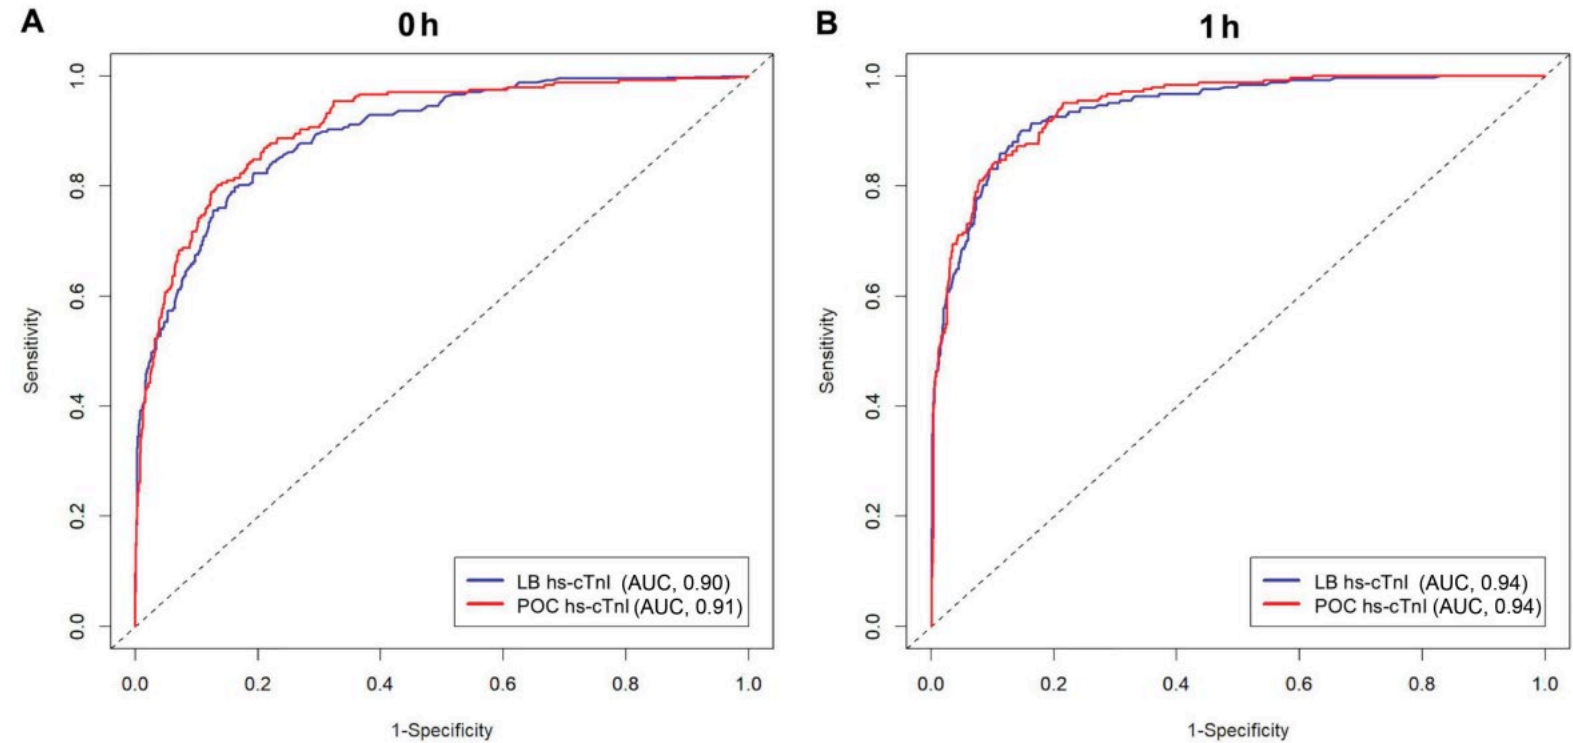 A
0 h
Sensitivity
1.0
0.8
0.6
0.4
0.2
0.0
LB hs-cTnI (AUC, 0.90)
POC hs-cTnI (AUC, 0.91)
0.0 0.2 0.4 0.6 0.8 1.0
1-Specificity
B
1 h
Sensitivity
1.0
0.8
0.6
0.4
0.2
0.0
LB hs-cTnI (AUC, 0.94)
POC hs-cTnI (AUC, 0.94)
0.0 0.2 0.4 0.6 0.8 1.0
1-Specificity